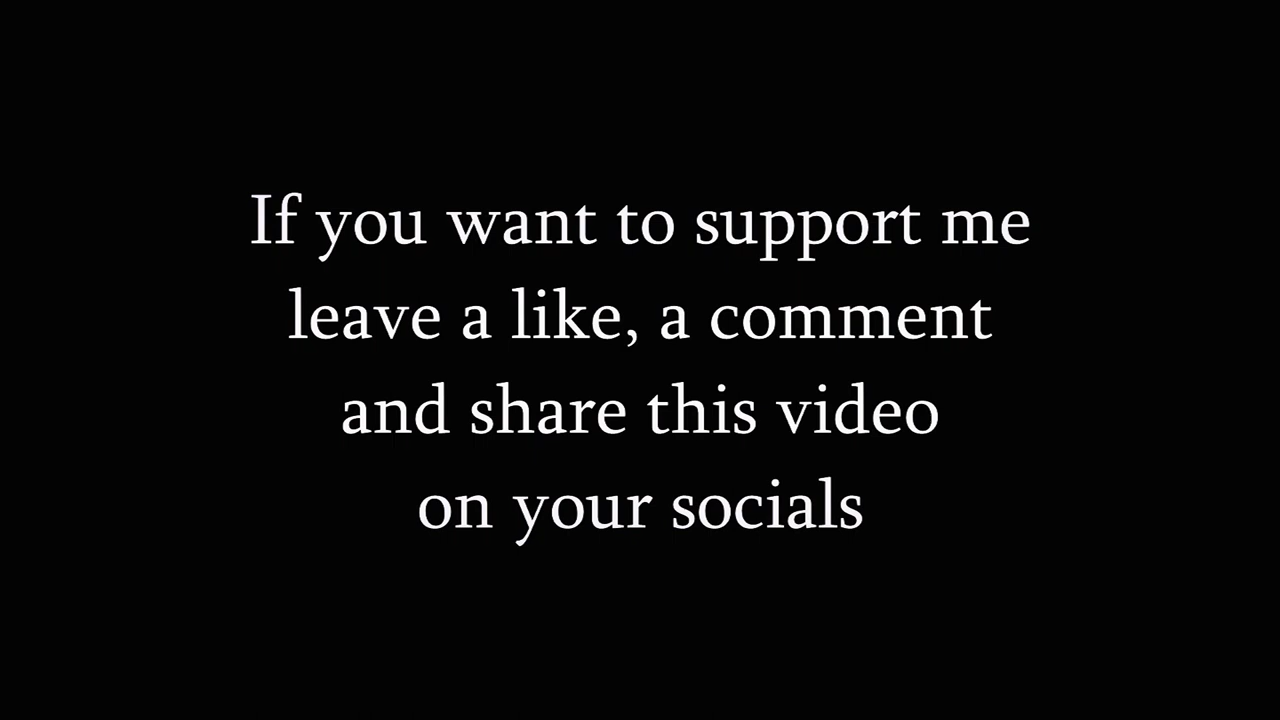 If you want to support me
leave a like, a comment
and share this video
on your socials